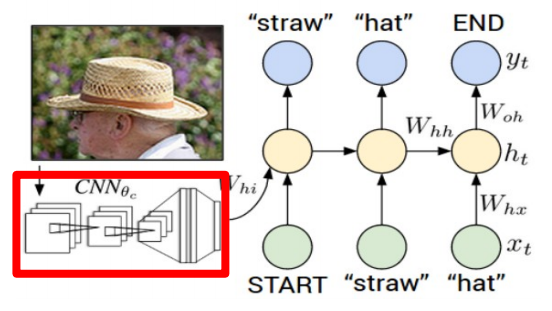 “straw” “hat” END
y_t
W_hh W_oh
CNN_θc
W_hi
h_t
W_hx
x_t
START “straw” “hat”